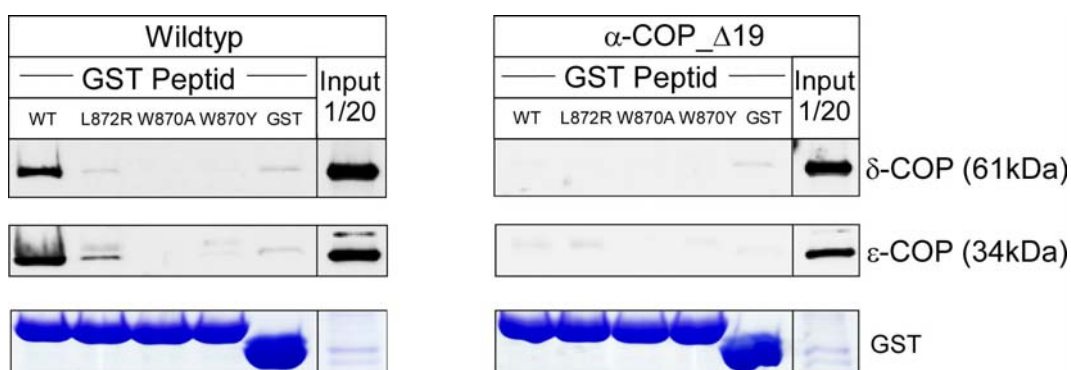 Wildtyp
GST Peptid
Input
1/20
WT L872R W870A W870Y GST
α-COP_Δ19
GST Peptid
Input
1/20
WT L872R W870A W870Y GST
δ-COP (61kDa)
ε-COP (34kDa)
GST